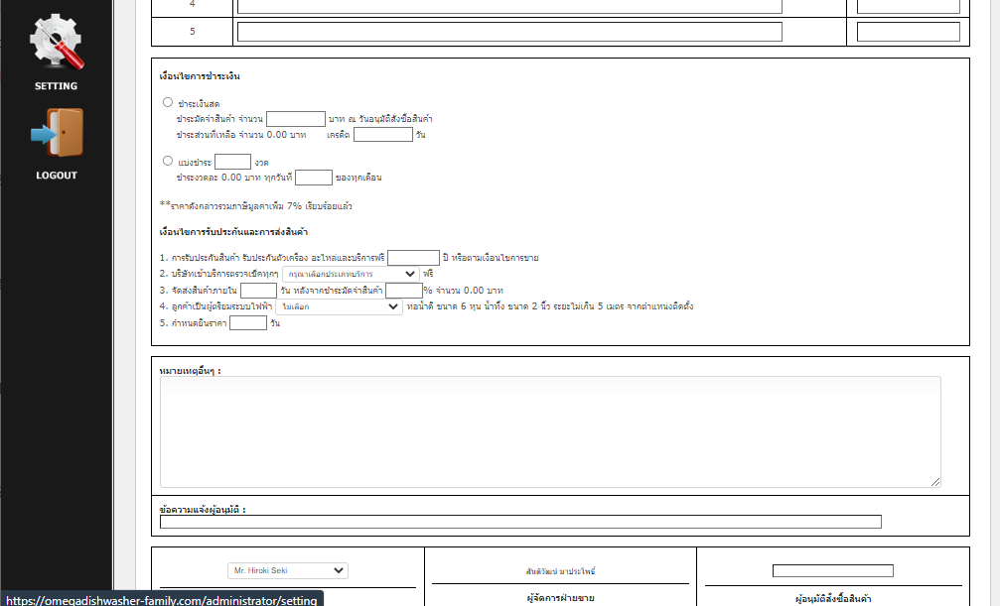 4
5
SETTING
LOGOUT
เงื่อนไขการชำระเงิน
ชำระเงินสด
ชำระมัดจำสินค้า จำนวน บาท ณ วันอนุมัติสั่งซื้อสินค้า
ชำระส่วนที่เหลือ จำนวน 0.00 บาท เครดิต วัน
แบ่งชำระ งวด
ชำระงวดละ 0.00 บาท ทุกวันที่ ของทุกเดือน
**ราคาดังกล่าวรวมภาษีมูลค่าเพิ่ม 7% เรียบร้อยแล้ว
เงื่อนไขการรับประกันและการส่งสินค้า
1. การรับประกันสินค้า รับประกันตัวเครื่อง อะไหล่และบริการฟรี ปี หรือตามเงื่อนไขการขาย
2. บริษัทเข้าบริการตรวจเช็คทุกๆ กรุณาเลือกประเภทบริการ ฟรี
3. จัดส่งสินค้าภายใน วัน หลังจากชำระมัดจำสินค้า % จำนวน 0.00 บาท
4. ลูกค้าเป็นผู้เตรียมระบบไฟฟ้า ไม่เลือก ท่อน้ำดี ขนาด 6 หุน น้ำทิ้ง ขนาด 2 นิ้ว ระยะไม่เกิน 5 เมตร จากตำแหน่งติดตั้ง
5. กำหนดยืนราคา วัน
หมายเหตุอื่นๆ :
ข้อความแจ้งผู้อนุมัติ :
Mr. Hiroki Seki
สันติวัฒน์ มาประโพธิ์
ผู้จัดการฝ่ายขาย
ผู้อนุมัติสั่งซื้อสินค้า
https://omegadishwasher-family.com/administrator/setting